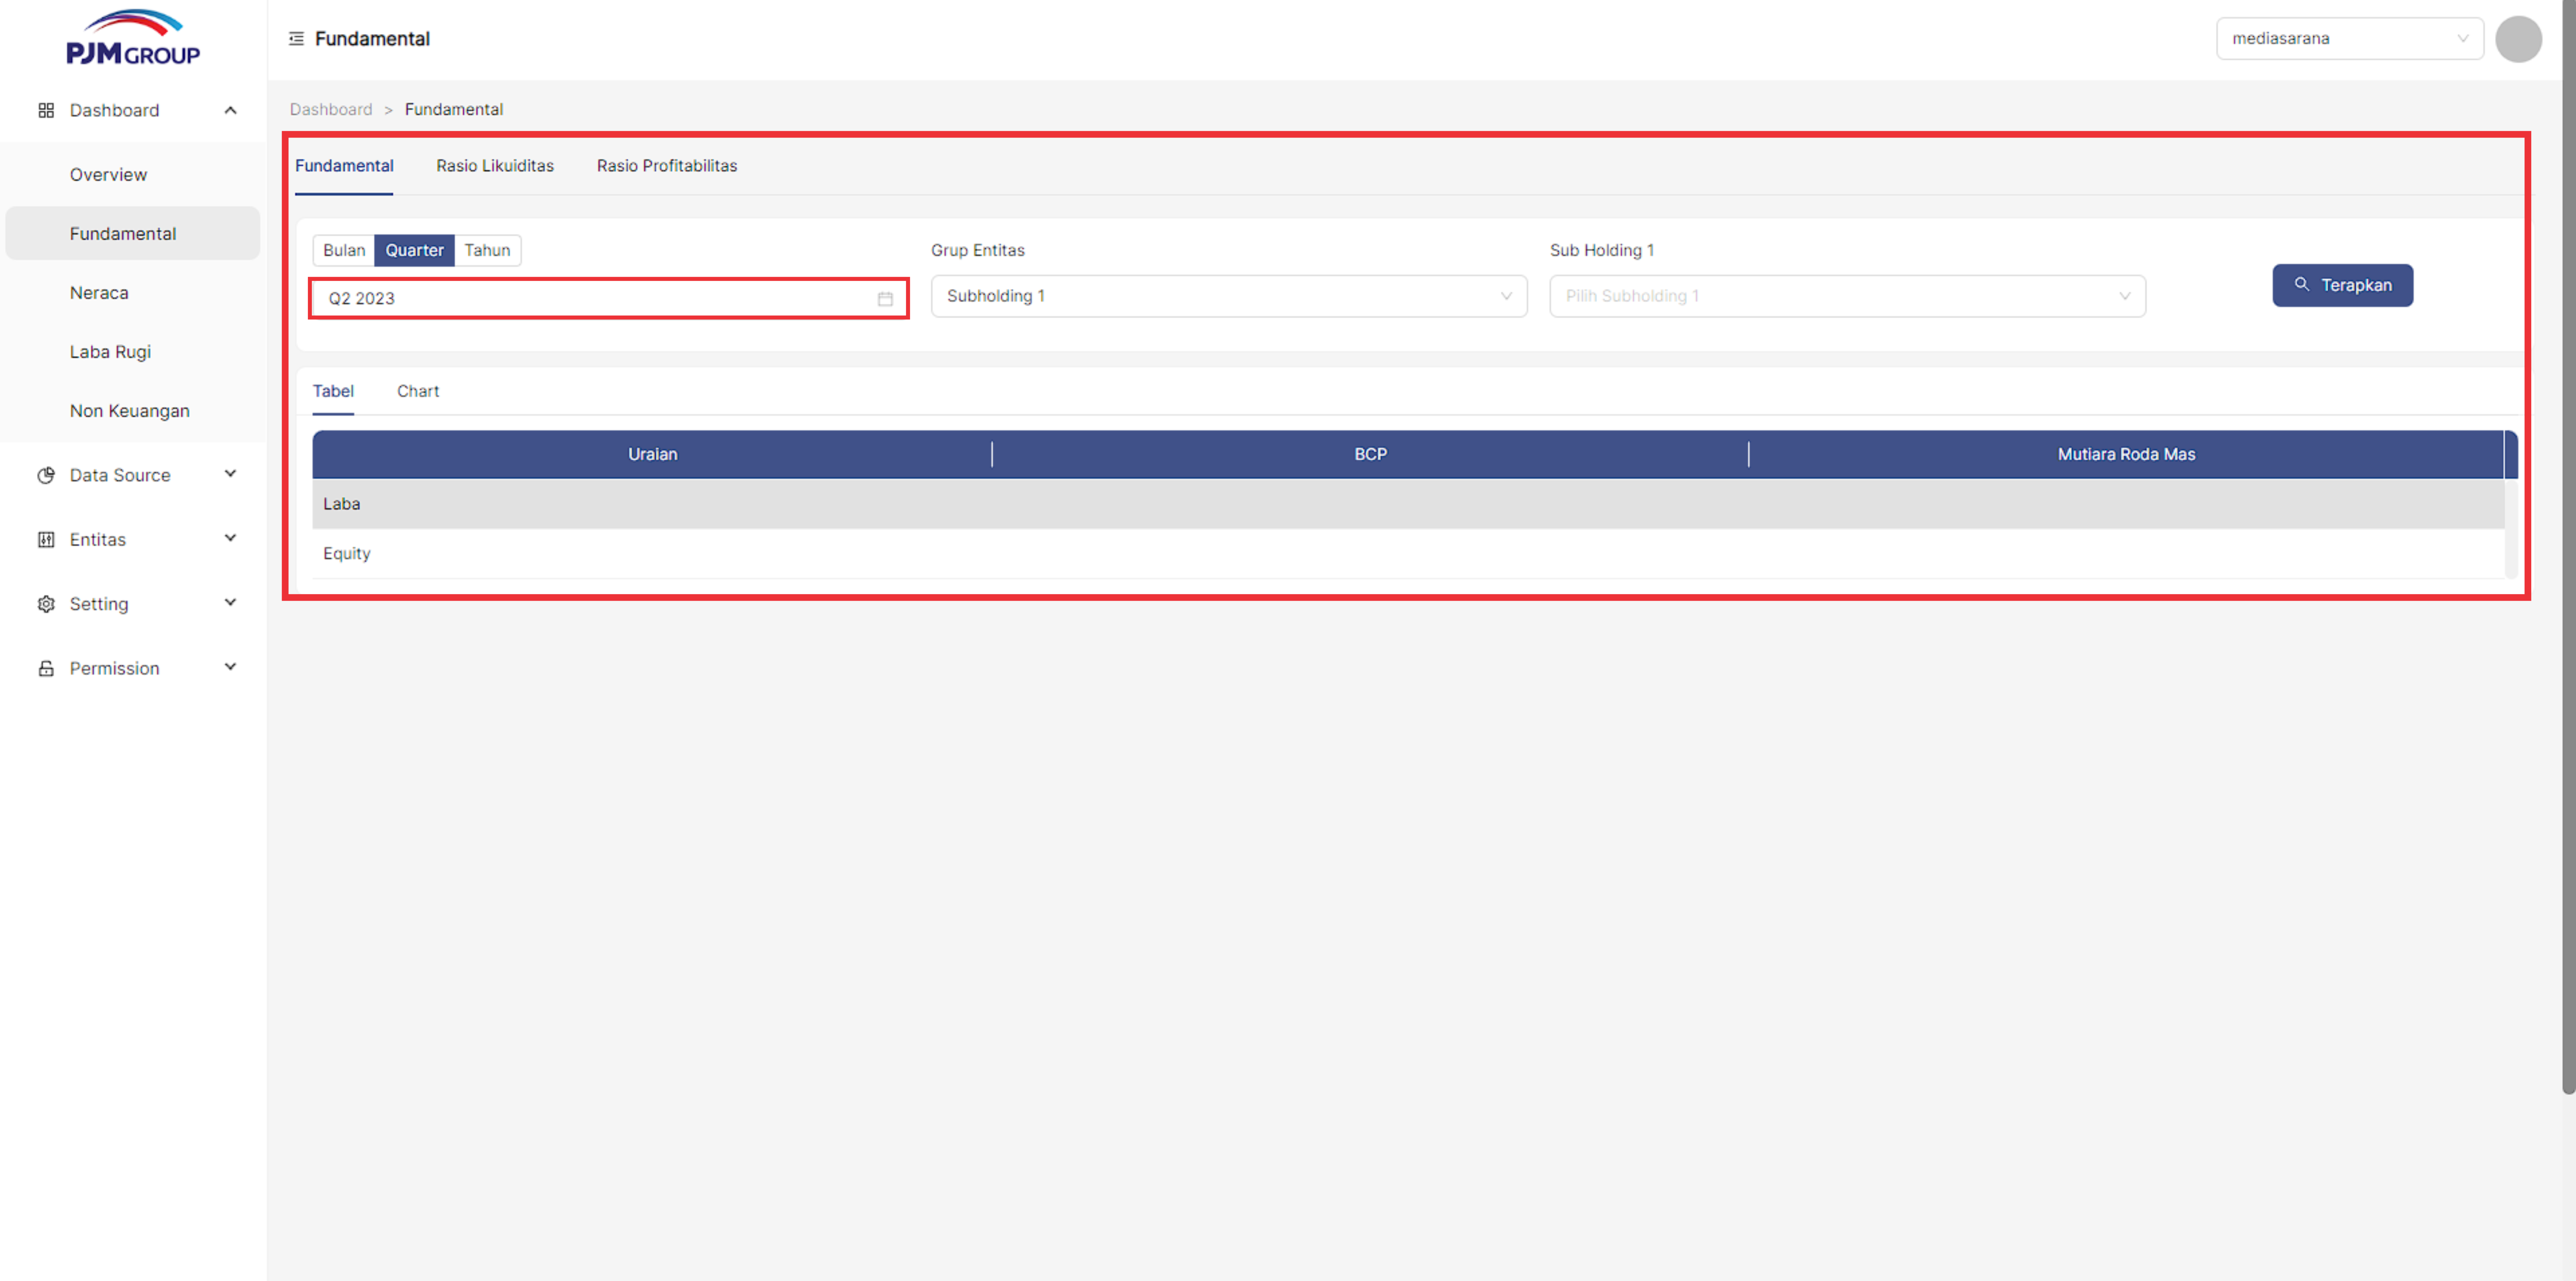 PJM GROUP
Fundamental
mediasarana
Dashboard
Overview
Fundamental
Neraca
Laba Rugi
Non Keuangan
Data Source
Entitas
Setting
Permission
Dashboard > Fundamental
Fundamental Rasio Likuiditas Rasio Profitabilitas
Bulan Quarter Tahun
Q2 2023
Grup Entitas
Subholding 1
Sub Holding 1
Pilih Subholding 1
Terapkan
Tabel Chart
Uraian BCP Mutiara Roda Mas
Laba
Equity